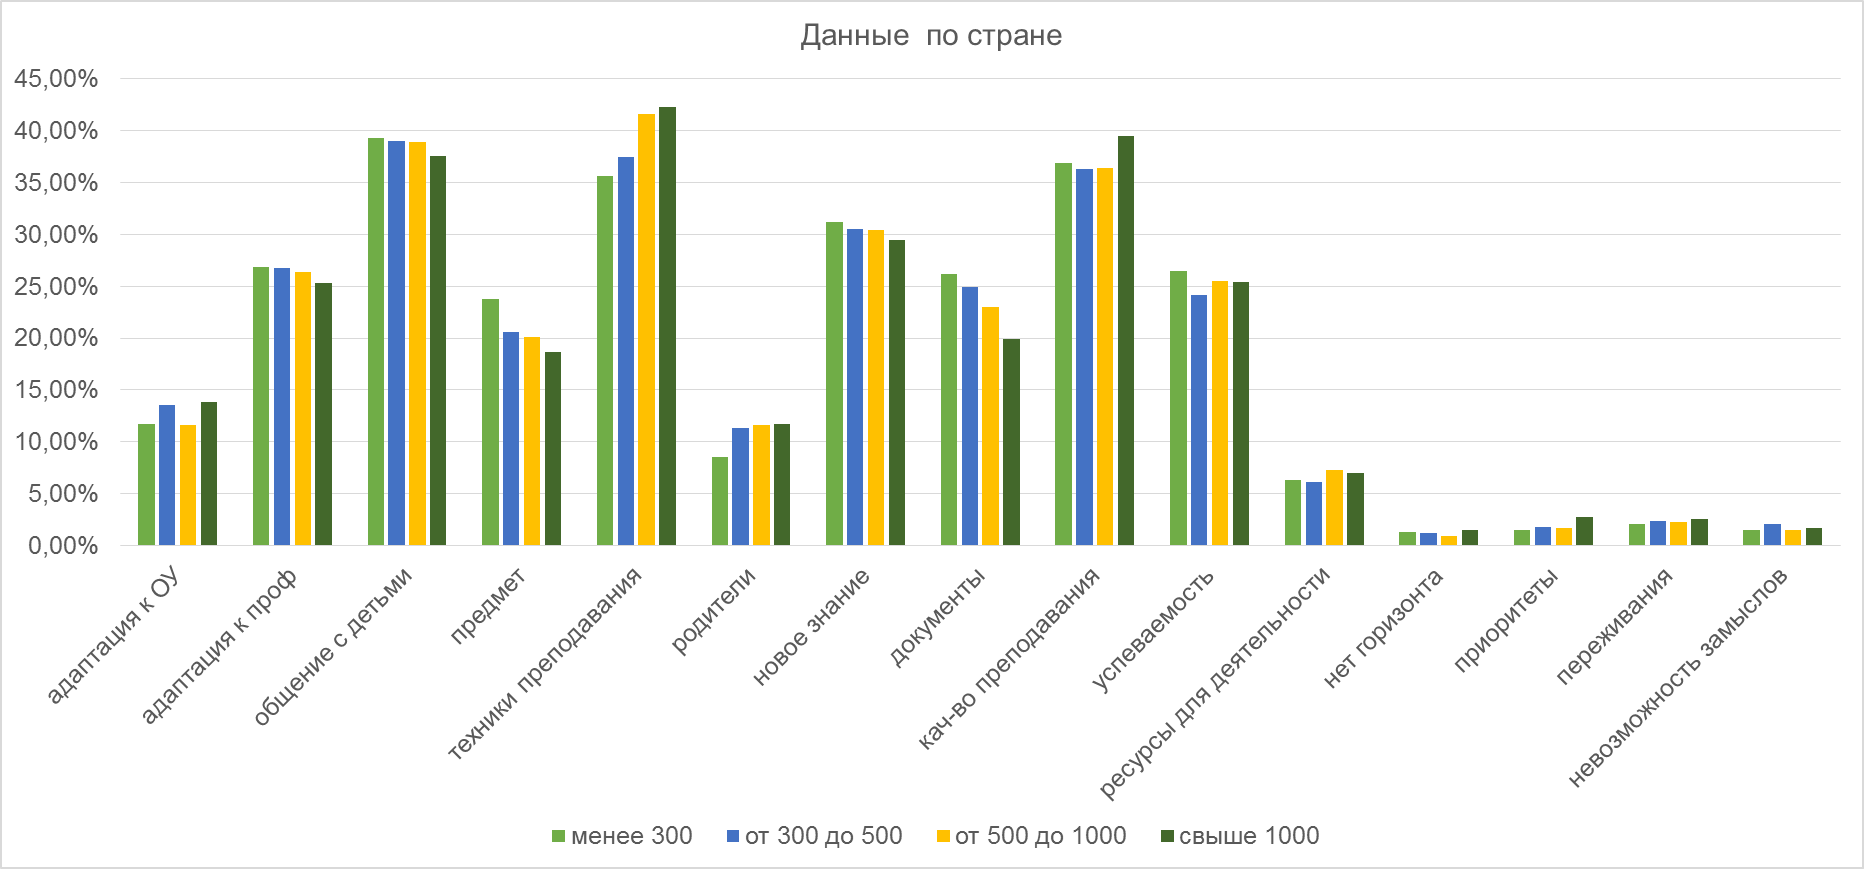 Данные  по стране
45,00%
40,00%
35,00%
30,00%
25,00%
20,00%
15,00%
10,00%
5,00%
0,00%
адаптация к ОУ
адаптация к проф
общение с детьми
предмет
техники преподавания
родители
новое знание
документы
кач-во преподавания
успеваемость
ресурсы для деятельности
нет горизонта
приоритеты
переживания
невозможность замыслов
менее 300
от 300 до 500
от 500 до 1000
свыше 1000